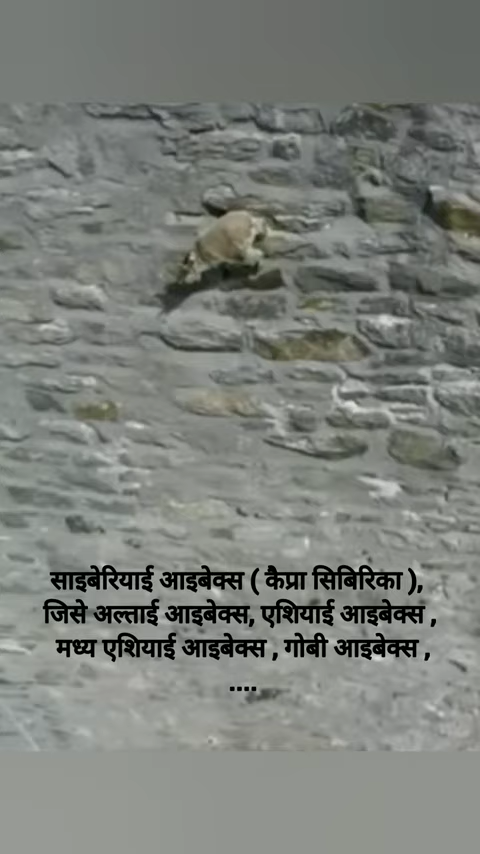 साइबेरियाई आइबेक्स ( कैप्रा सिबिरिका ),
जिसे अल्ताई आइबेक्स, एशियाई आइबेक्स ,
मध्य एशियाई आइबेक्स , गोबी आइबेक्स ,
....